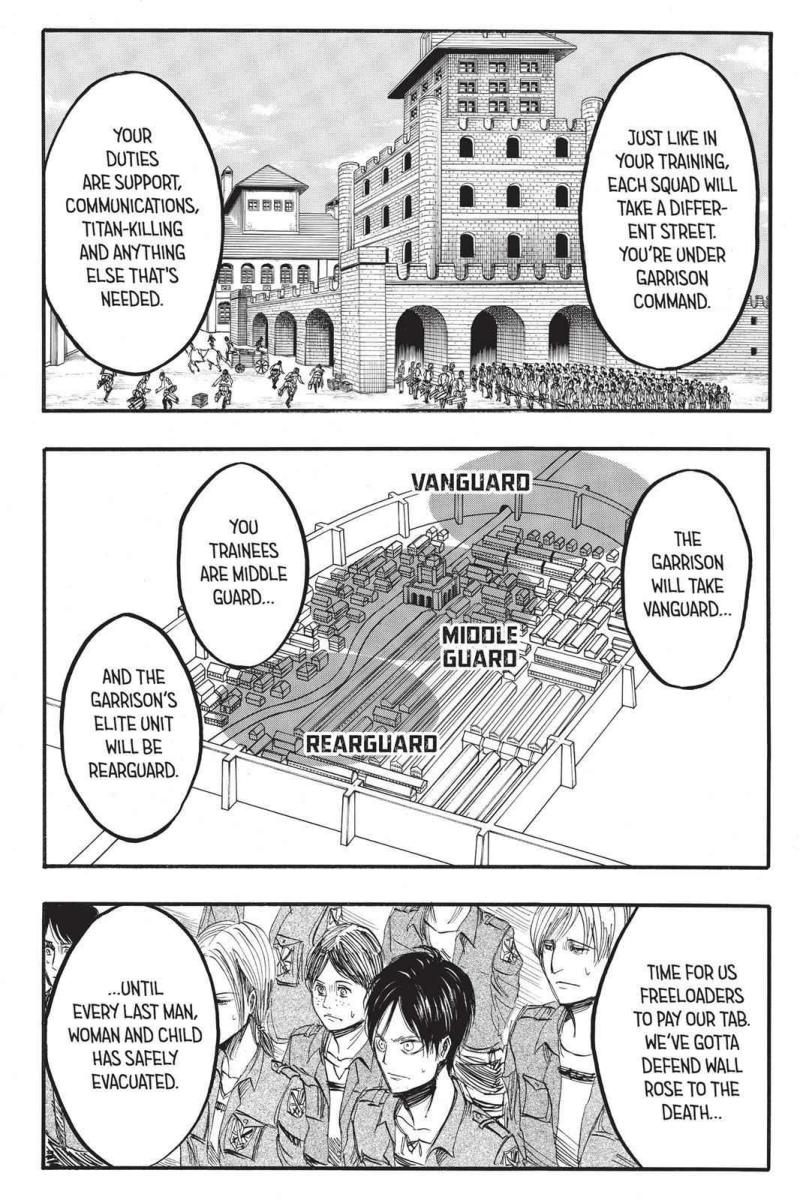 JUST LIKE IN
YOUR TRAINING,
EACH SQUAD WILL
TAKE A DIFFER-
ENT STREET.
YOU'RE UNDER
GARRISON
COMMAND.
YOUR
DUTIES
ARE SUPPORT,
COMMUNICATIONS,
TITAN-KILLING
AND ANYTHING
ELSE THAT'S
NEEDED.
THE
GARRISON
WILL TAKE
VANGUARD...
VANGUARD
YOU
TRAINEES
ARE MIDDLE
GUARD...
MIDDLE
GUARD
AND THE
GARRISON'S
ELITE UNIT
WILL BE
REARGUARD.
REARGUARD
TIME FOR US
FREELOADERS
TO PAY OUR TAB.
WE'VE GOTTA
DEFEND WALL
ROSE TO THE
DEATH...
...UNTIL
EVERY LAST MAN,
WOMAN AND CHILD
HAS SAFELY
EVACUATED.